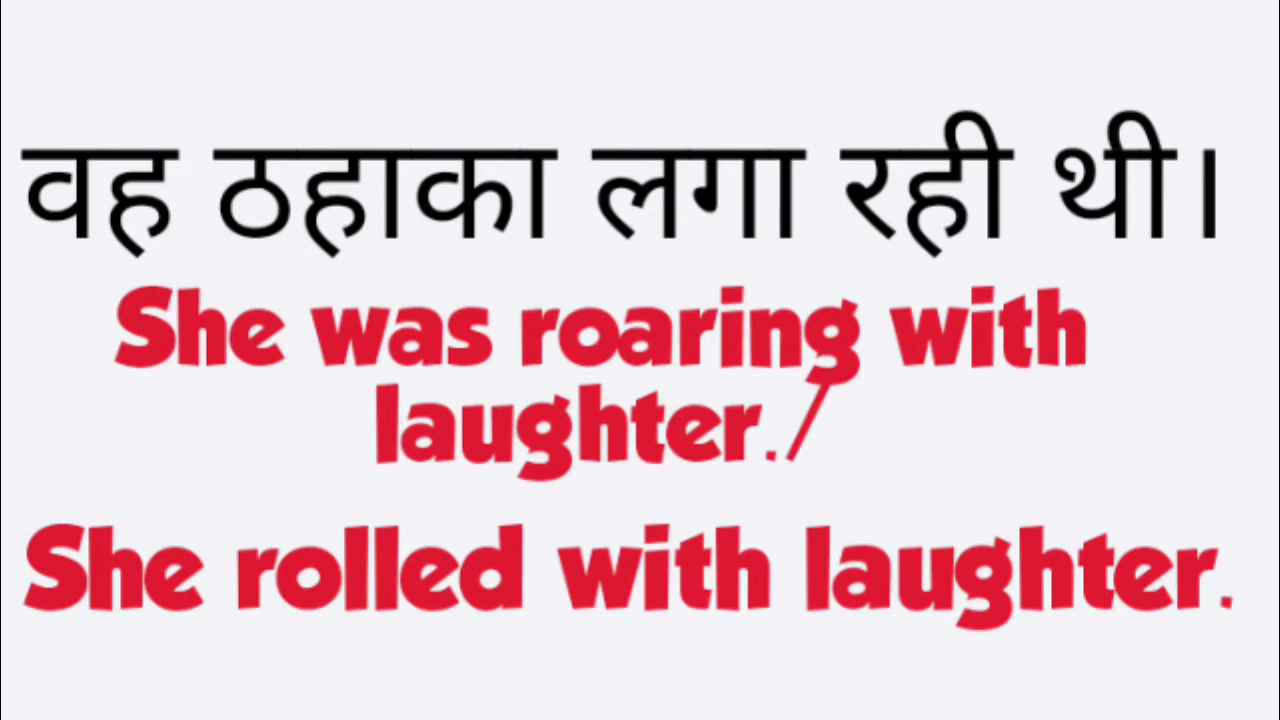 वह ठहाका लगा रही थी।
She was roaring with
laughter./
She rolled with laughter.